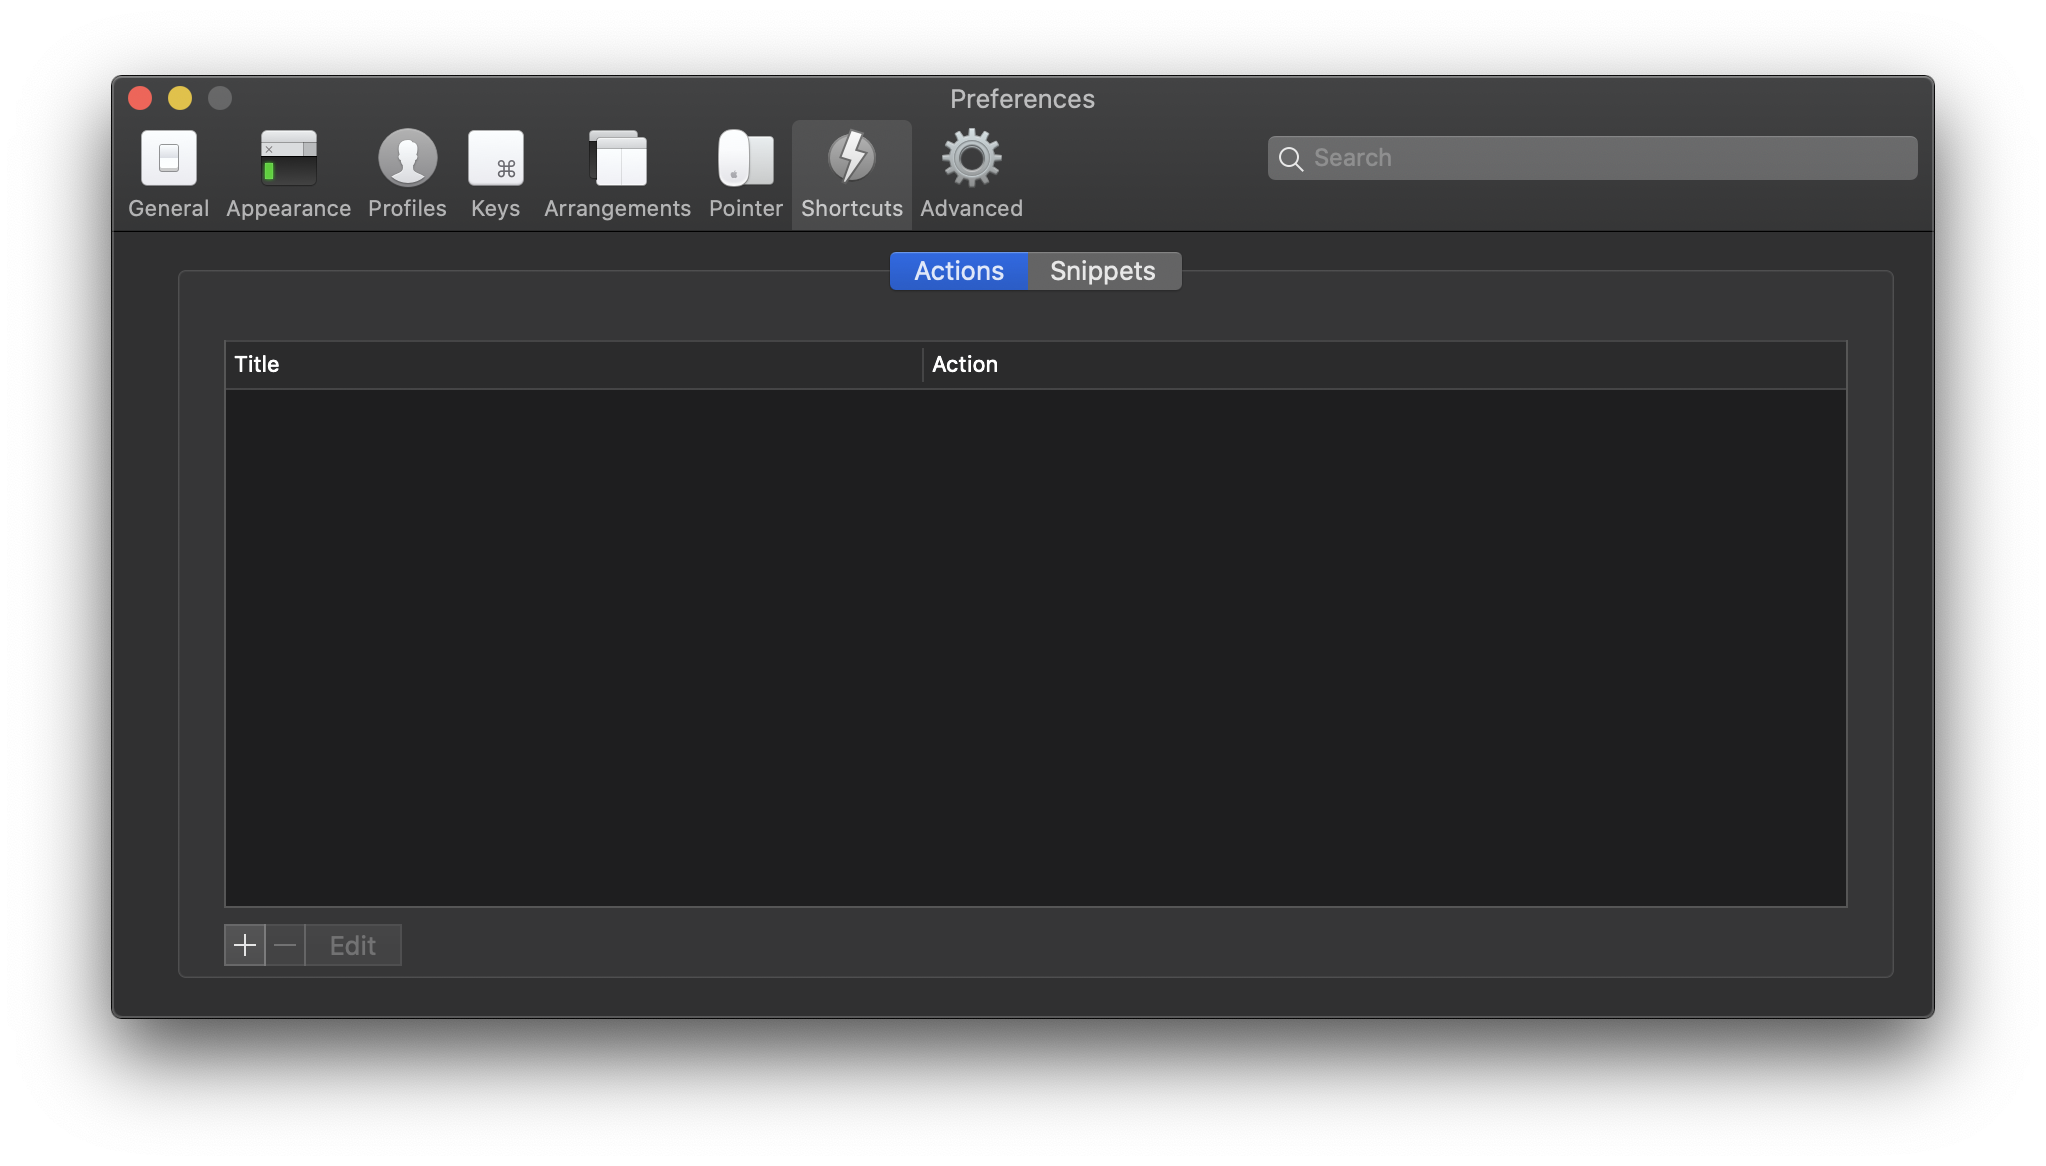 Preferences
General Appearance Profiles Keys Arrangements Pointer Shortcuts Advanced
Search
Actions Snippets
Title Action
Edit